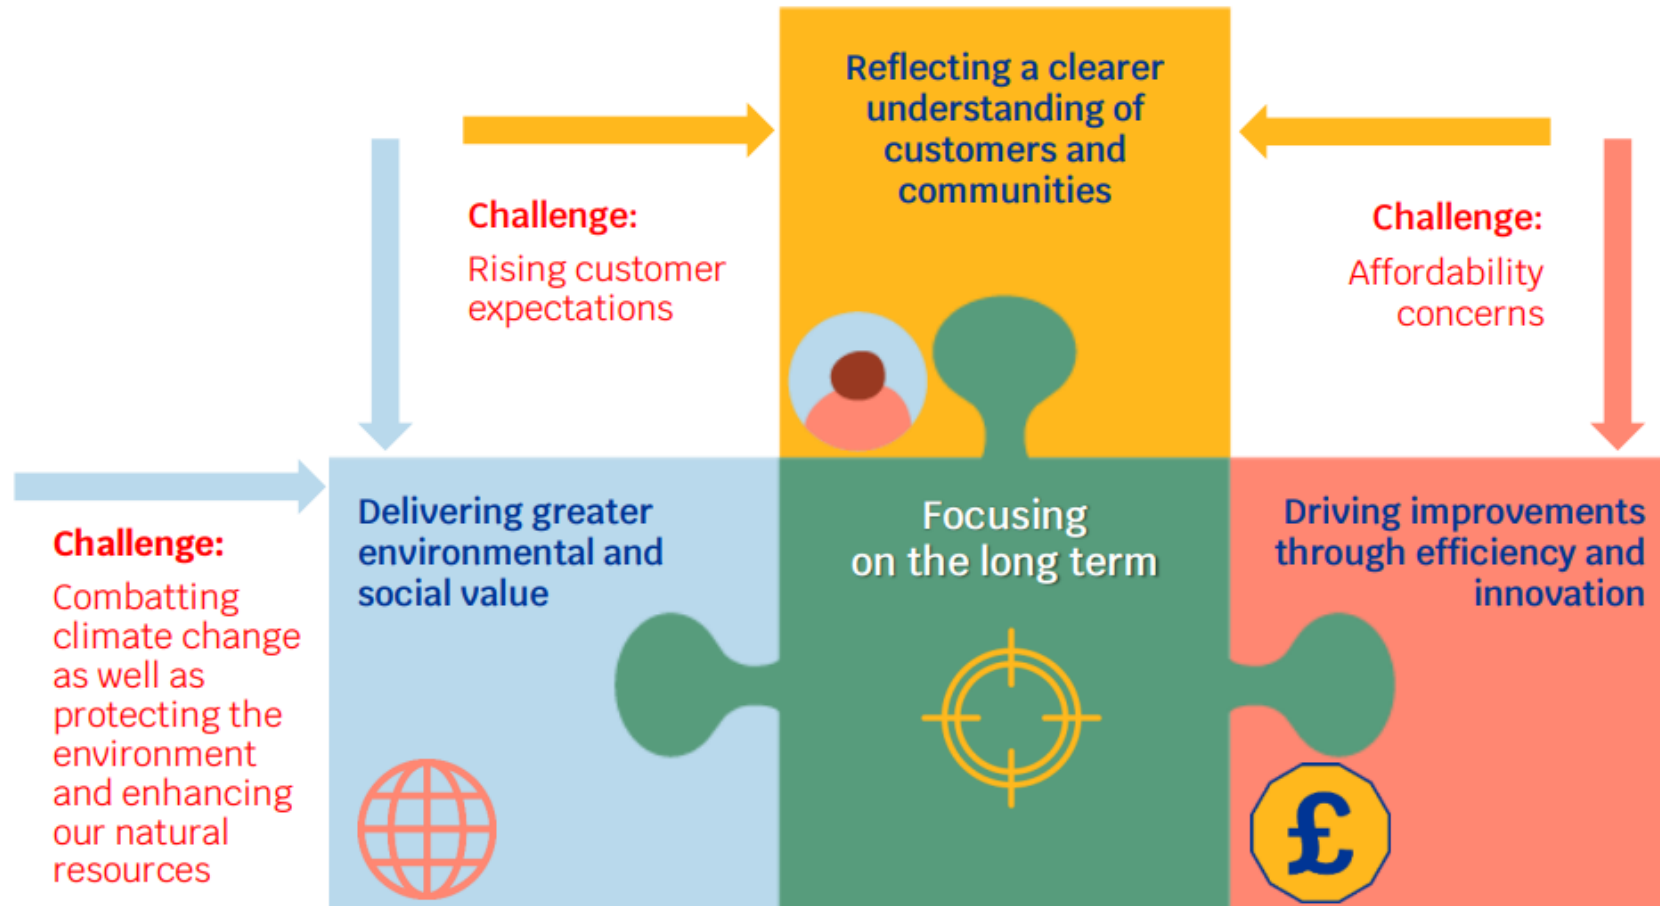 Reflecting a clearer
understanding of
customers and
communities
Challenge:
Rising customer
expectations
Challenge:
Affordability
concerns
Challenge:
Combatting
climate change
as well as
protecting the
environment
and enhancing
our natural
resources
Delivering greater
environmental and
social value
Focusing
on the long term
Driving improvements
through efficiency and
innovation
£